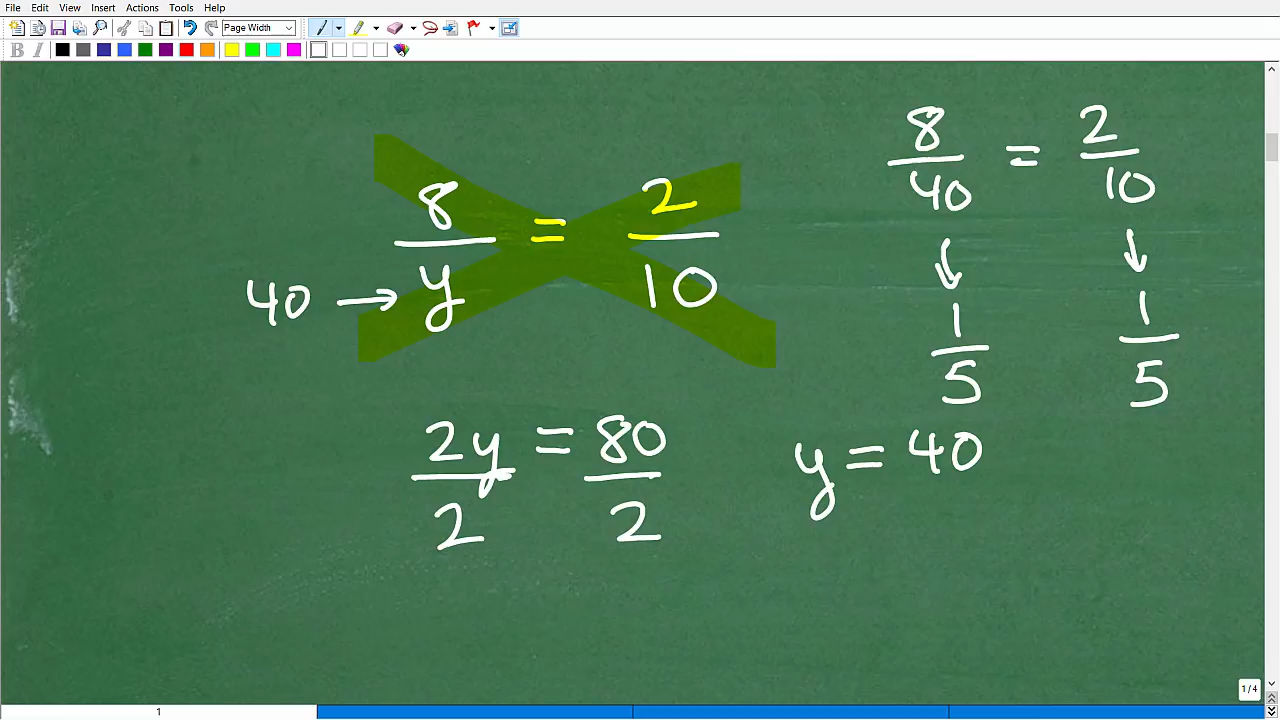 File Edit View Insert Actions Tools Help
Page Width
B I
8/y = 2/10
40 → y
2y/2 = 80/2
y = 40
8/40 = 2/10
↓ ↓
1/5 1/5
1 / 4
1